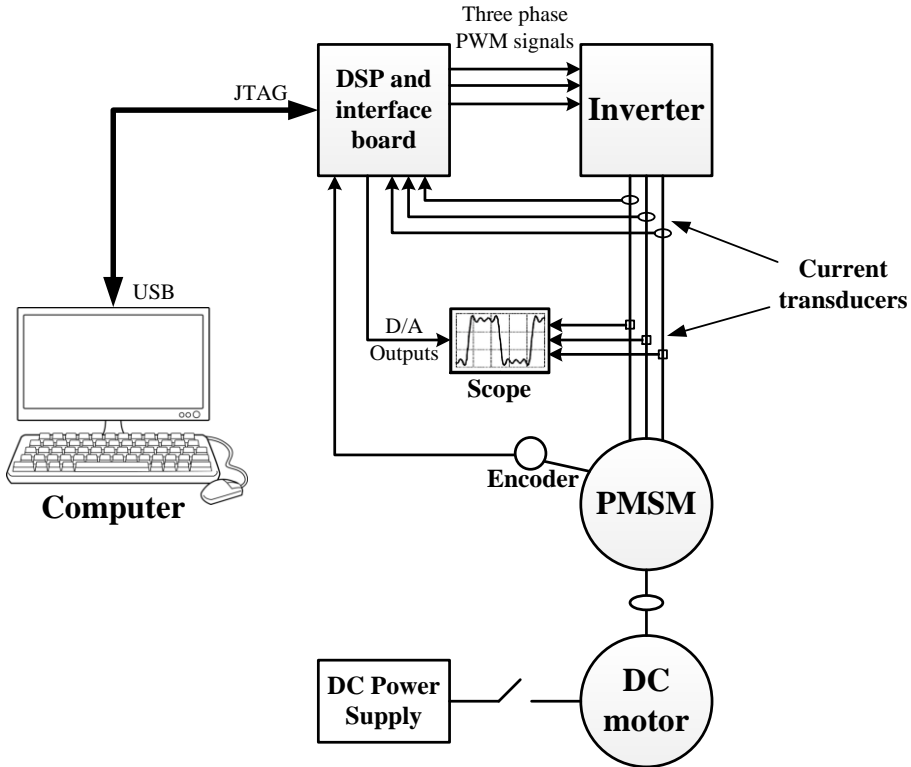 Three phase
PWM signals
DSP and
interface
board
Inverter
JTAG
USB
Current
transducers
D/A
Outputs
Scope
Encoder
PMSM
Computer
DC Power
Supply
DC
motor